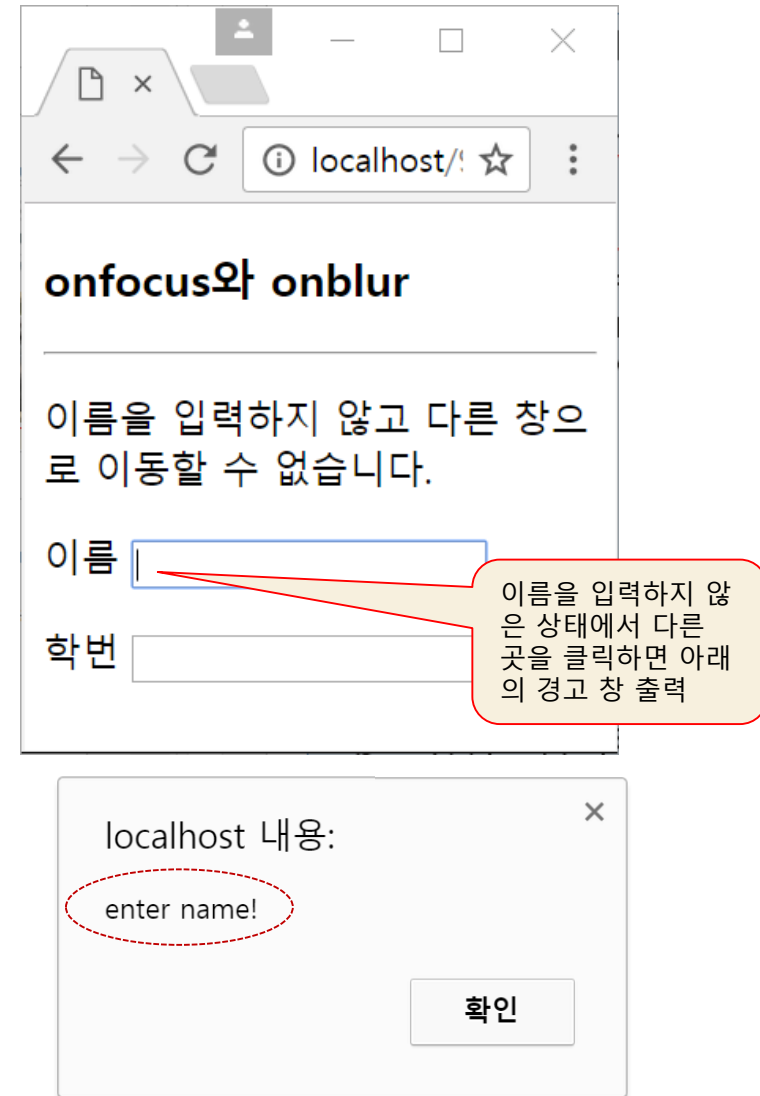 localhost/9
onfocus와 onblur
이름을 입력하지 않고 다른 창으
로 이동할 수 없습니다.
이름
학번
이름을 입력하지 않
은 상태에서 다른
곳을 클릭하면 아래
의 경고 창 출력
localhost 내용:
enter name!
확인